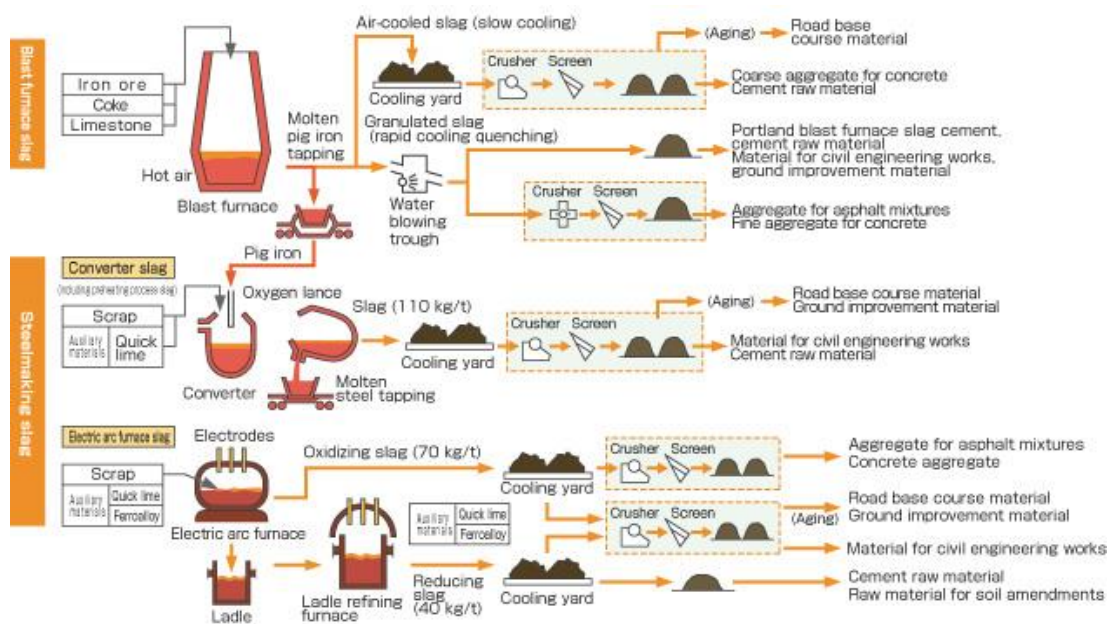 Blast furnace slag
Iron ore
Coke
Limestone
Hot air
Blast furnace
Molten
pig iron
tapping
Air-cooled slag (slow cooling)
Cooling yard
Crusher
Screen
(Aging)
Road base
course material
Coarse aggregate for concrete
Cement raw material
Granulated slag
(rapid cooling quenching)
Water
blowing
trough
Portland blast furnace slag cement,
cement raw material
Material for civil engineering works,
ground improvement material
Crusher
Screen
Aggregate for asphalt mixtures
Fine aggregate for concrete
Pig iron
Steelmaking slag
Converter slag
(including preheating process slag)
Scrap
Auxiliary
materials
Quick
lime
Oxygen lance
Converter
Molten
steel tapping
Slag (110 kg/t)
Cooling yard
Crusher
Screen
(Aging)
Road base course material
Ground improvement material
Material for civil engineering works
Cement raw material
Electric arc furnace slag
Scrap
Auxiliary
materials
Quick lime
Ferroalloy
Electrodes
Electric arc furnace
Ladle
Oxidizing slag (70 kg/t)
Cooling yard
Crusher
Screen
Aggregate for asphalt mixtures
Concrete aggregate
Crusher
Screen
(Aging)
Road base course material
Ground improvement material
Material for civil engineering works
Ladle refining
furnace
Auxiliary
materials
Quick lime
Ferroalloy
Reducing
slag
(40 kg/t)
Cooling yard
Cement raw material
Raw material for soil amendments